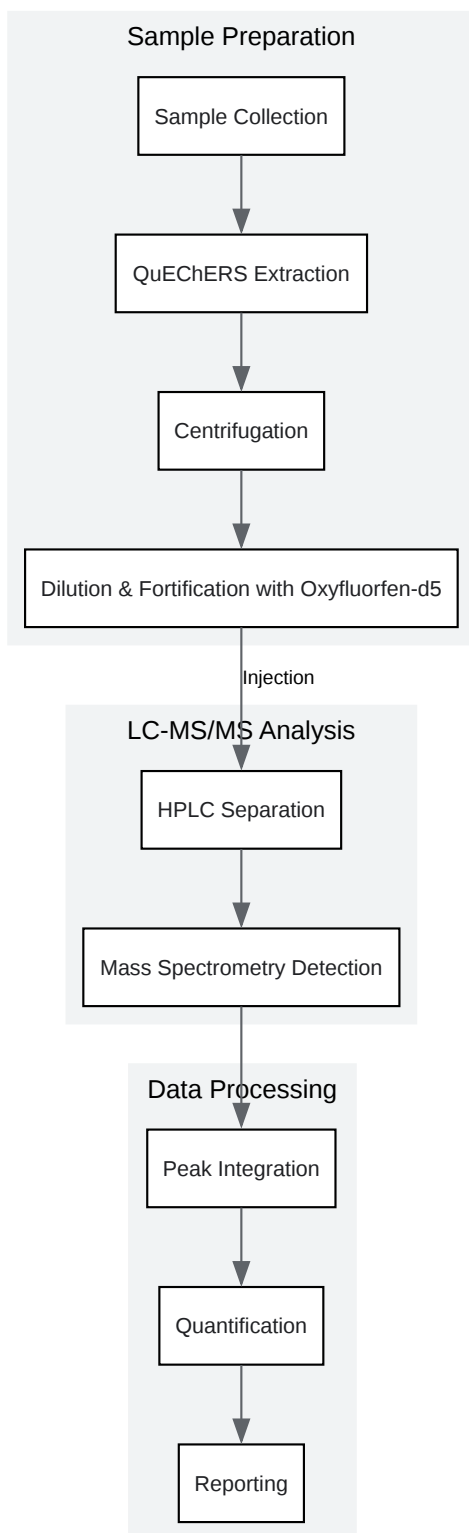 Sample Preparation
Sample Collection
QuEChERS Extraction
Centrifugation
Dilution & Fortification with Oxyfluorfen-d5
Injection
LC-MS/MS Analysis
HPLC Separation
Mass Spectrometry Detection
Data Processing
Peak Integration
Quantification
Reporting